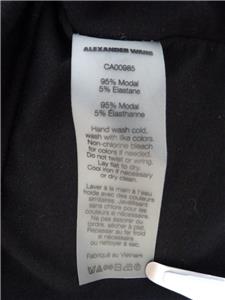 ALEXANDER WANG
CA00985
95% Modal
5% Elastane
95% Modal
5% Élasthanne
Hand wash cold,
wash with like colors.
Non-chlorine bleach
for colors if needed.
Do not twist or wring.
Lay flat to dry.
Cool iron if necessary
or dry clean.
Laver à la main à l'eau
froide avec des couleurs
similaires. Javelisant
sans chlore pour les
couleurs si nécessaire.
Ne pas essorer ou
tordre, sécher à plat.
Repasser au fer froid
si nécessaire
ou nettoyer à sec.
Fabriqué au Vietnam